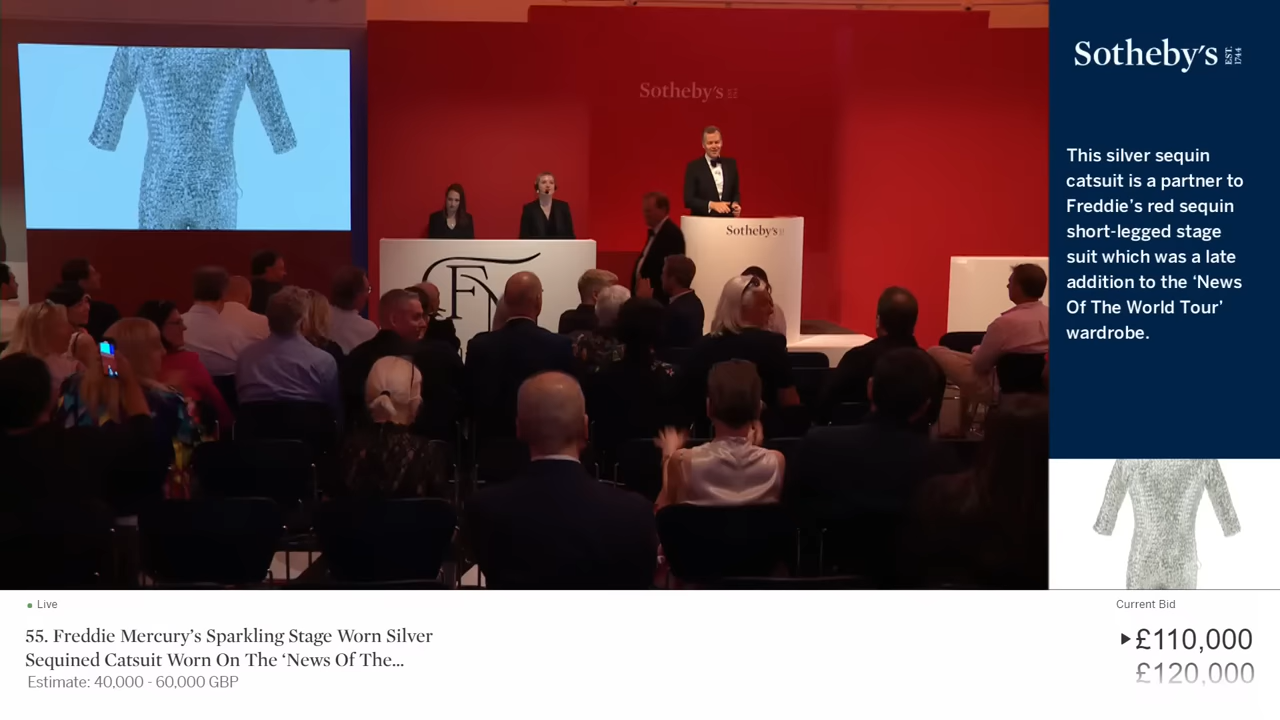 Sotheby's EST. 1744
Sotheby's
Sotheby's
FM
This silver sequin
catsuit is a partner to
Freddie's red sequin
short-legged stage
suit which was a late
addition to the ‘News
Of The World Tour’
wardrobe.
Live
55. Freddie Mercury’s Sparkling Stage Worn Silver
Sequined Catsuit Worn On The ‘News Of The...
Estimate: 40,000 - 60,000 GBP
Current Bid
£110,000
£120,000